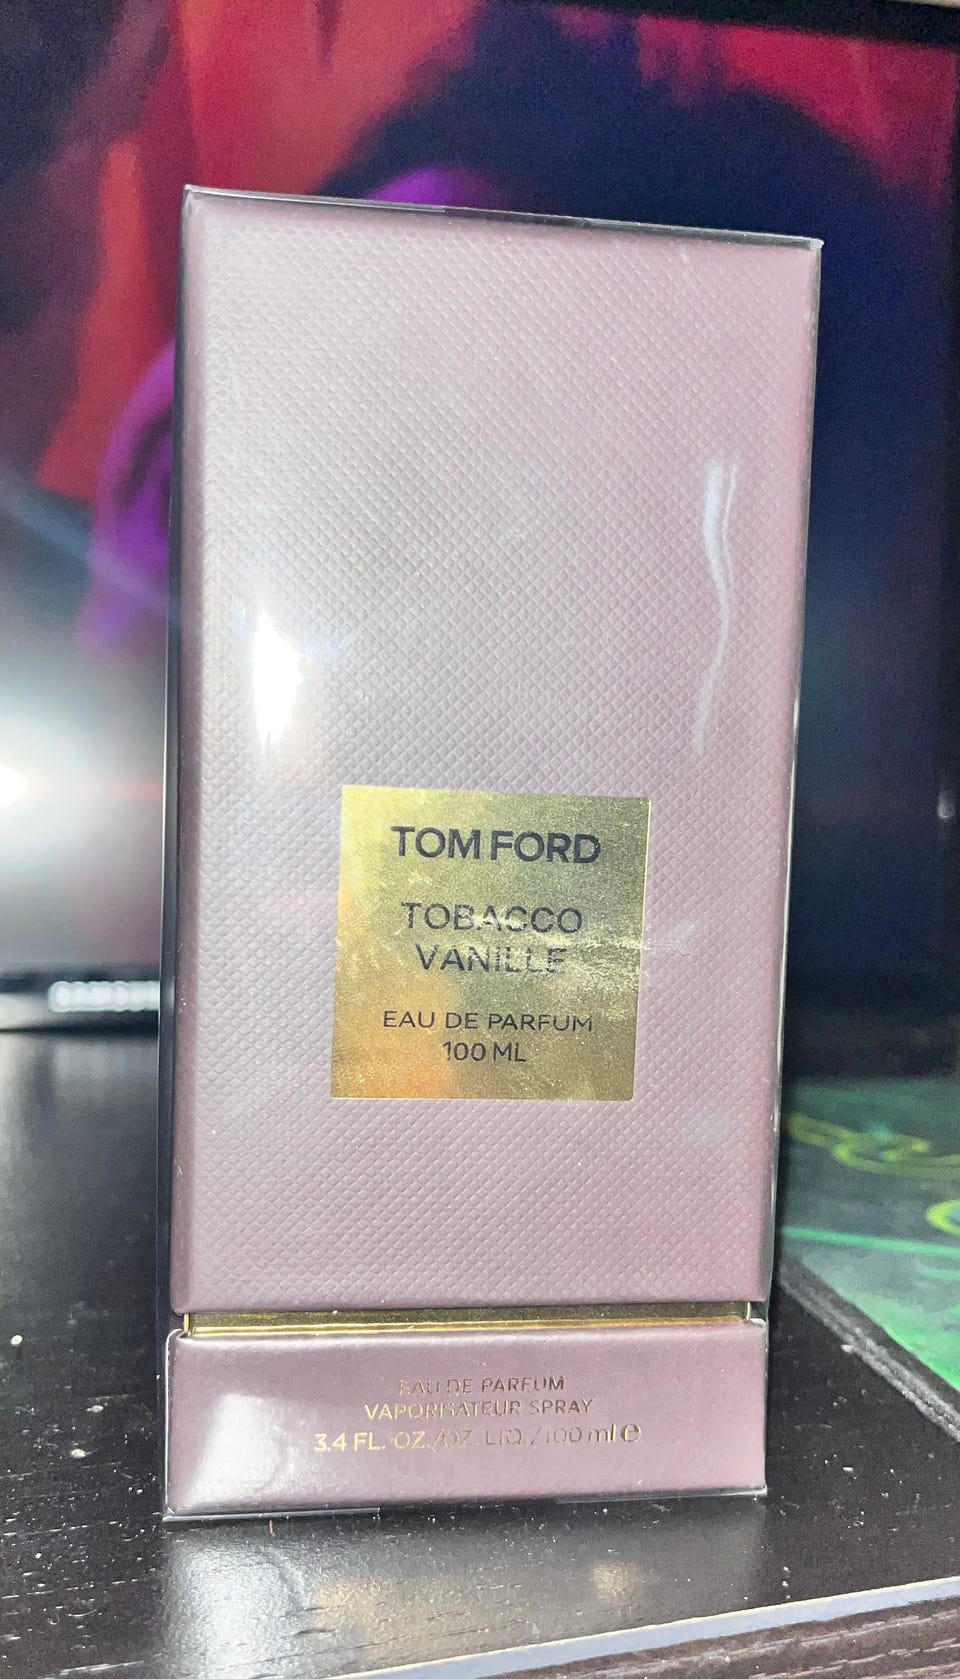 TOM FORD
TOBACCO
VANILLE
EAU DE PARFUM
100 ML
EAU DE PARFUM
VAPORISATEUR SPRAY
3.4 FL. OZ./OZ. LIQ./100 ml ℮